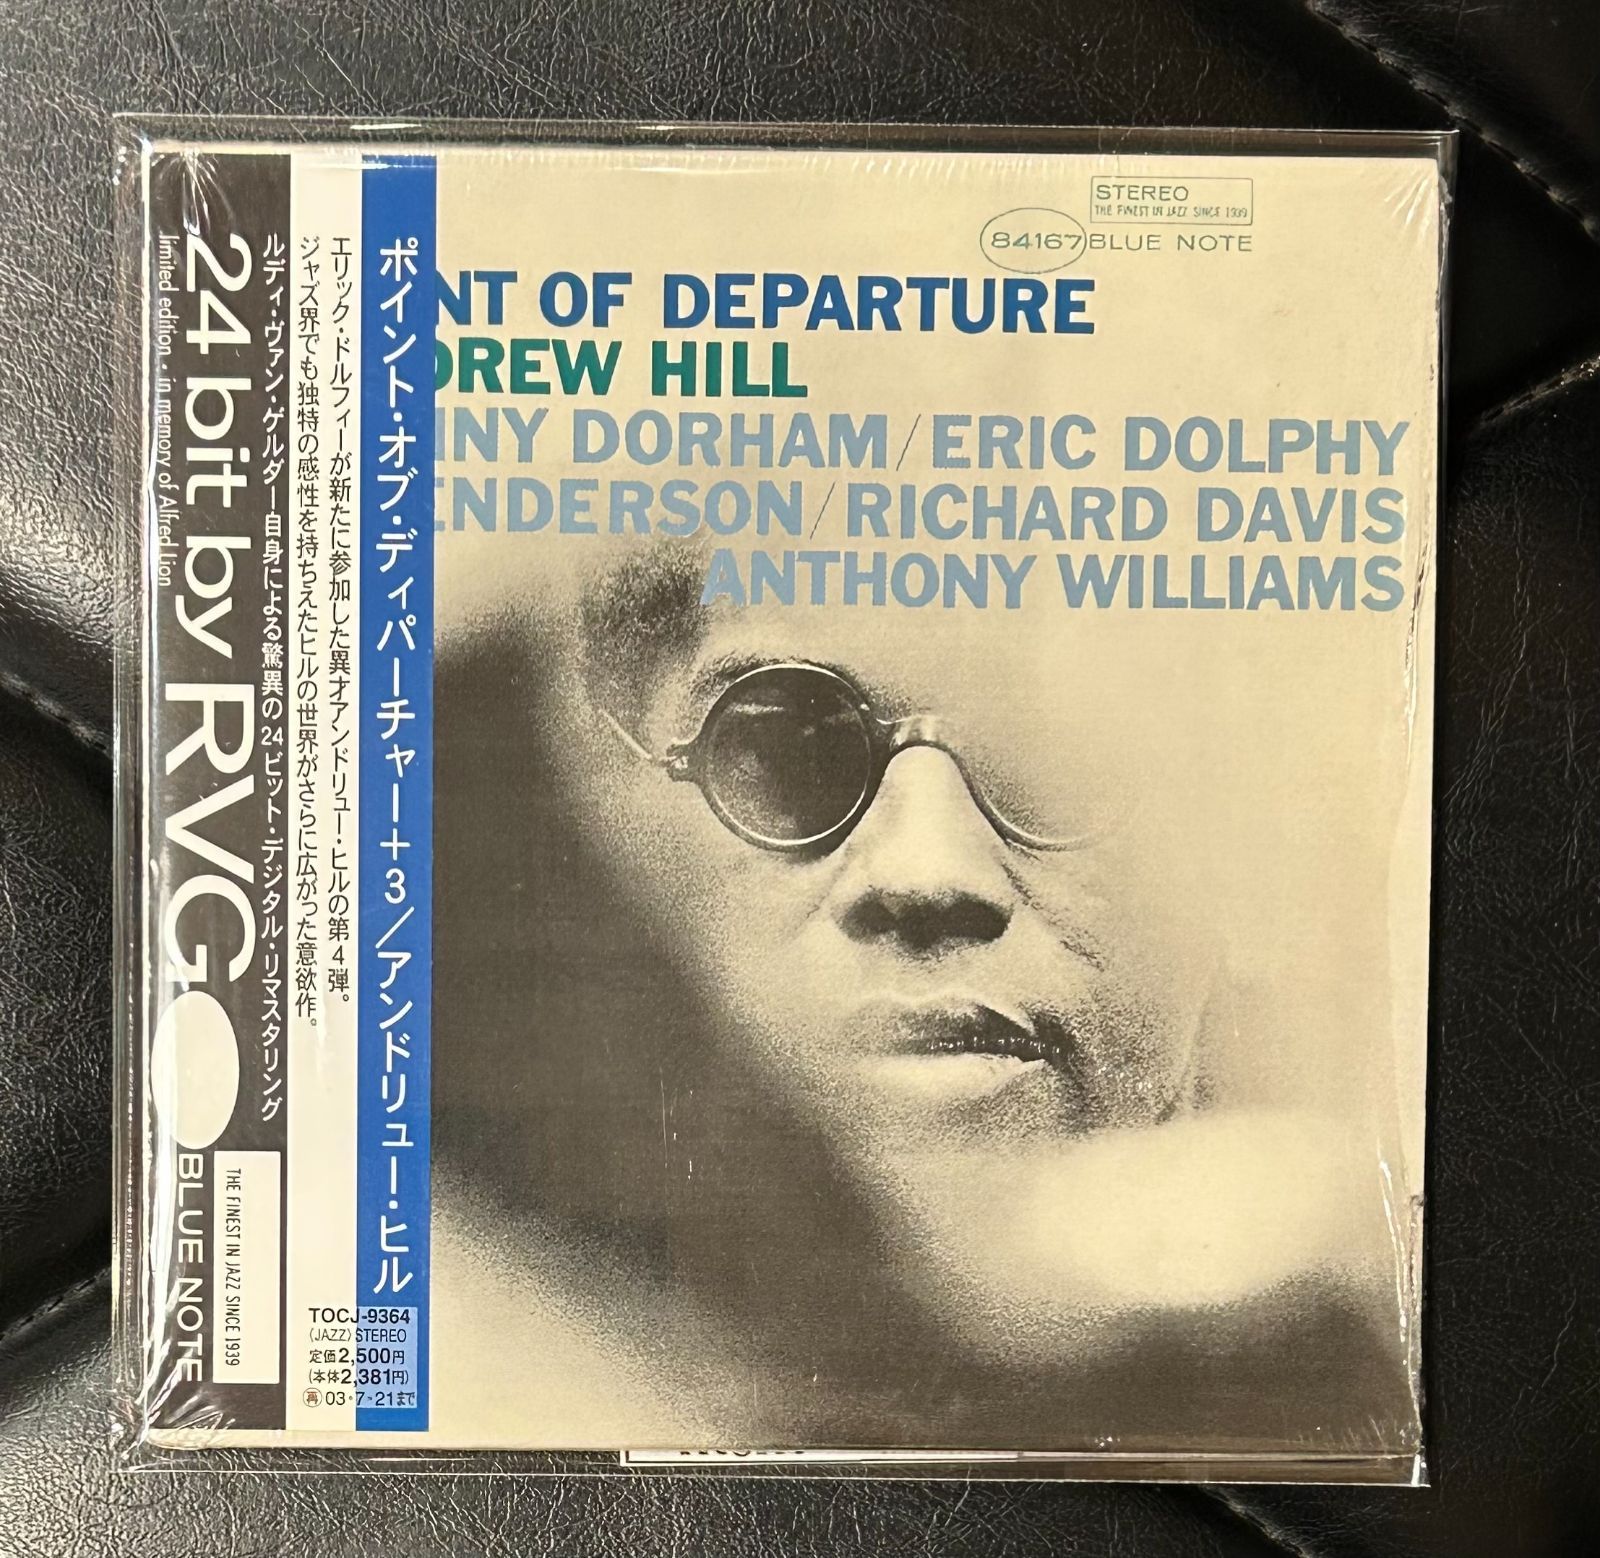 STEREO
THE FINEST IN JAZZ SINCE 1939
84167 BLUE NOTE
NT OF DEPARTURE
DREW HILL
NY DORHAM/ERIC DOLPHY
ENDERSON/RICHARD DAVIS
ANTHONY WILLIAMS
ポイント・オブ・ディパーチャー+3/アンドリュー・ヒル
エリック・ドルフィーが新たに参加した異才アンドリュー・ヒルの第4弾。
ジャズ界でも独特の感性を持ちえたヒルの世界がさらに広がった意欲作。
ルディ・ヴァン・ゲルダー自身による驚異の24ビット・デジタル・リマスタリング
24 bit by RVG
limited edition · in memory of Alfred Lion
THE FINEST IN JAZZ SINCE 1939
BLUE NOTE
TOCJ-9364
(JAZZ) STEREO
定価2,500円
(本体2,381円)
再 03・7・21まで